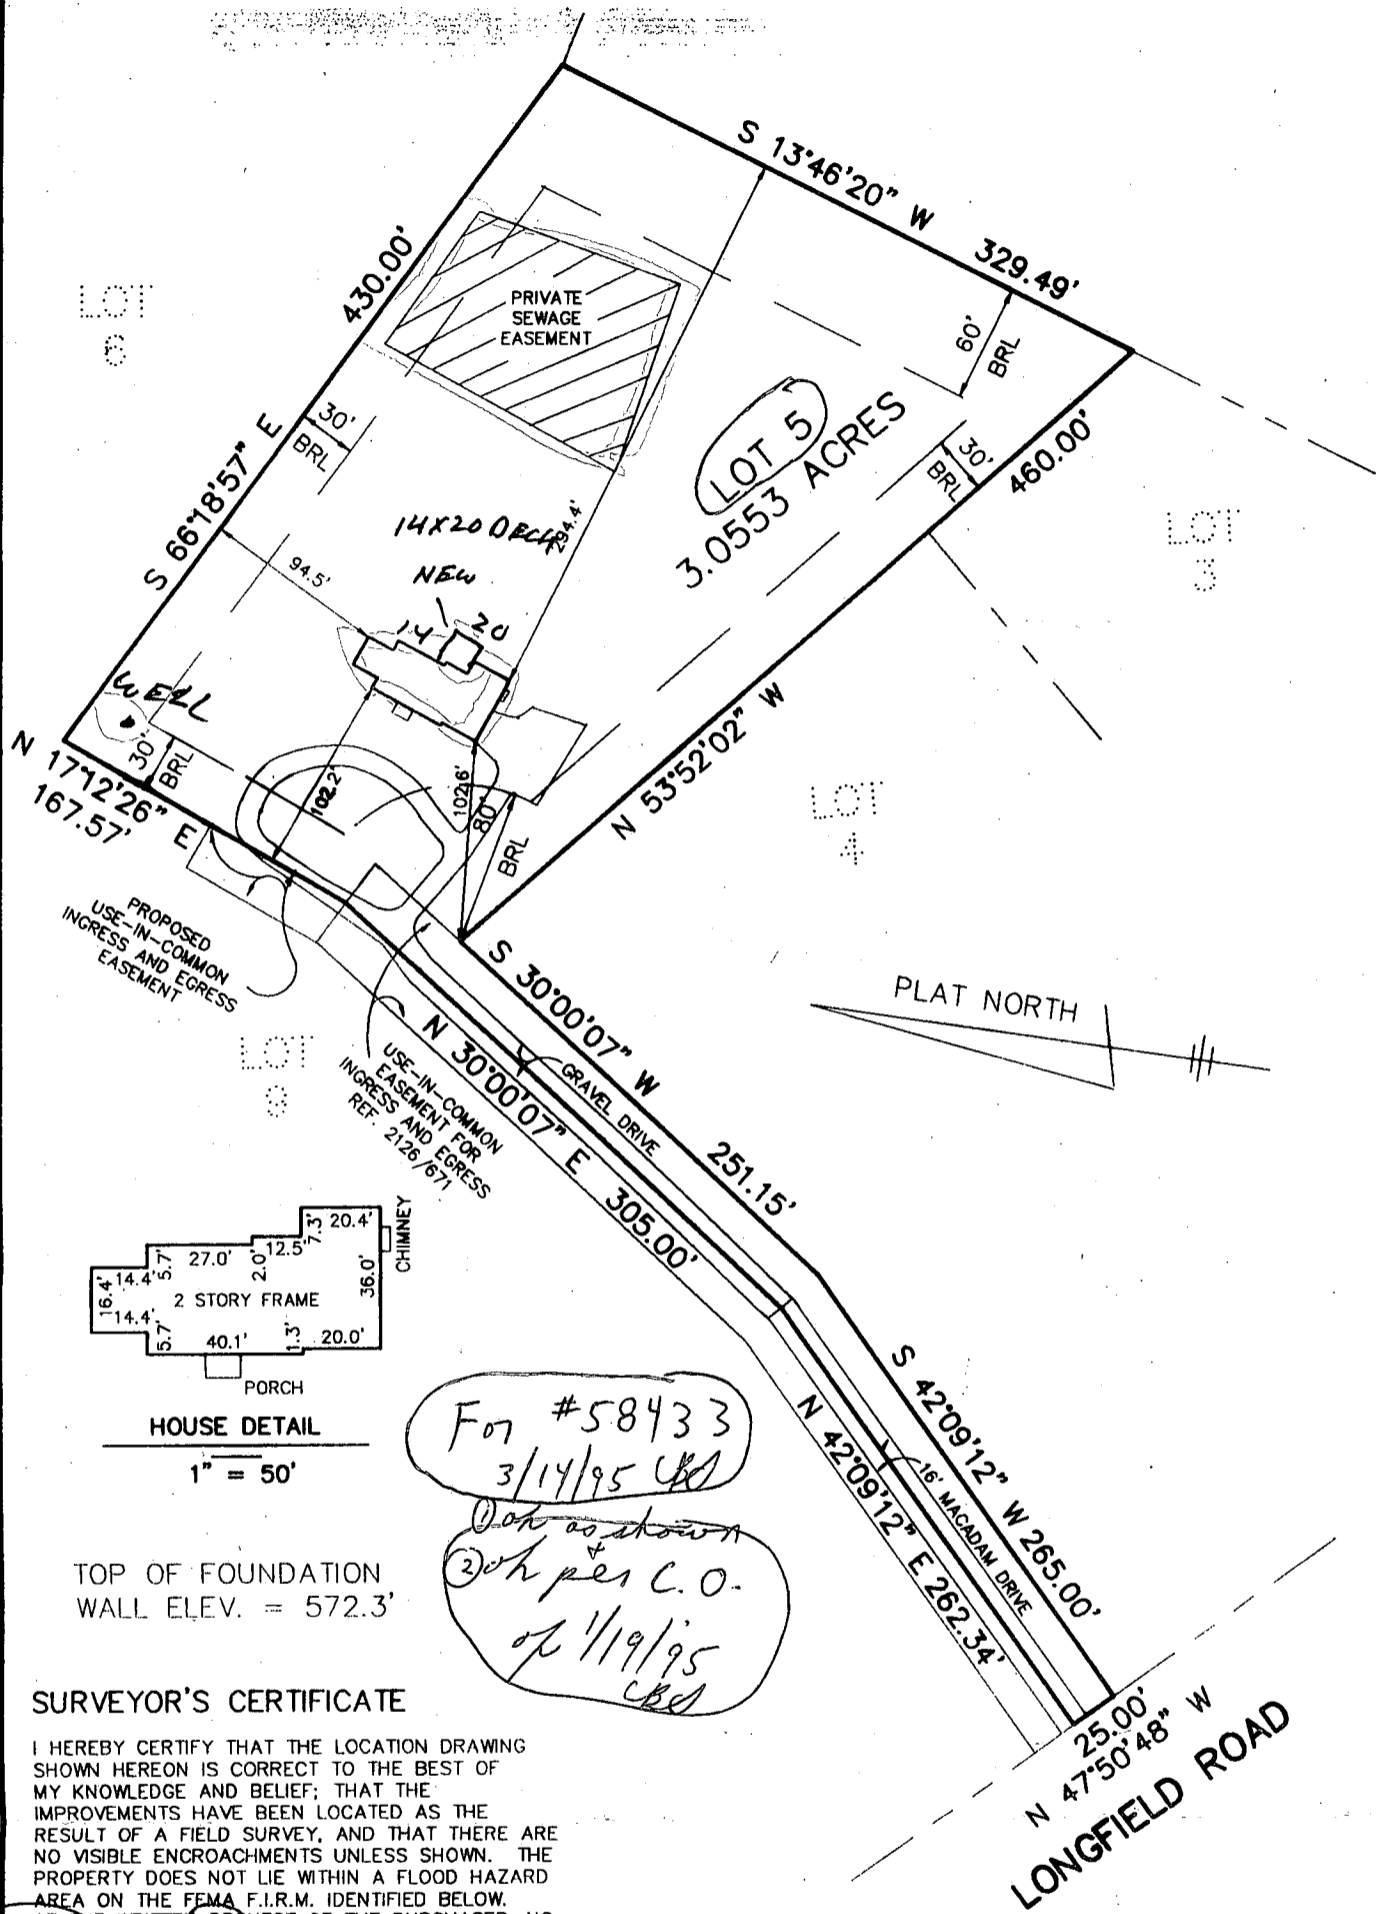 S 13°46'20" W 329.49'
430.00'
S 66°18'57" E
LOT
6
PRIVATE
SEWAGE
EASEMENT
60'
BRL
30'
BRL
LOT 5
3.0553 ACRES
30'
BRL
460.00'
LOT
3
14X20 DECK
NEW
294.4'
94.5'
14 20
WELL
30'
BRL
N 17°12'26" E
167.57'
102.2'
102.6'
80'
BRL
N 53°52'02" W
LOT
4
PROPOSED
USE-IN-COMMON
INGRESS AND EGRESS
EASEMENT
S 30°00'07" W 251.15'
PLAT NORTH
LOT
N 30°00'07" E 305.00'
GRAVEL DRIVE
USE-IN-COMMON
EASEMENT FOR
INGRESS AND EGRESS
REF. 2126/671
20.4'
7.3'
12.5'
2.0'
27.0'
5.7'
14.4'
16.4'
14.4'
5.7'
2 STORY FRAME
36.0'
CHIMNEY
40.1'
1.3'
20.0'
PORCH
HOUSE DETAIL
1" = 50'
For #58433
3/14/95
① oh as shown
② oh per C.O.
of 1/19/95
S 42°09'12" W 265.00'
N 42°09'12" E 262.34'
16' MACADAM DRIVE
25.00'
N 47°50'48" W
LONGFIELD ROAD
TOP OF FOUNDATION
WALL ELEV. = 572.3'
SURVEYOR'S CERTIFICATE
I HEREBY CERTIFY THAT THE LOCATION DRAWING
SHOWN HEREON IS CORRECT TO THE BEST OF
MY KNOWLEDGE AND BELIEF; THAT THE
IMPROVEMENTS HAVE BEEN LOCATED AS THE
RESULT OF A FIELD SURVEY, AND THAT THERE ARE
NO VISIBLE ENCROACHMENTS UNLESS SHOWN. THE
PROPERTY DOES NOT LIE WITHIN A FLOOD HAZARD
AREA ON THE FEMA F.I.R.M. IDENTIFIED BELOW.